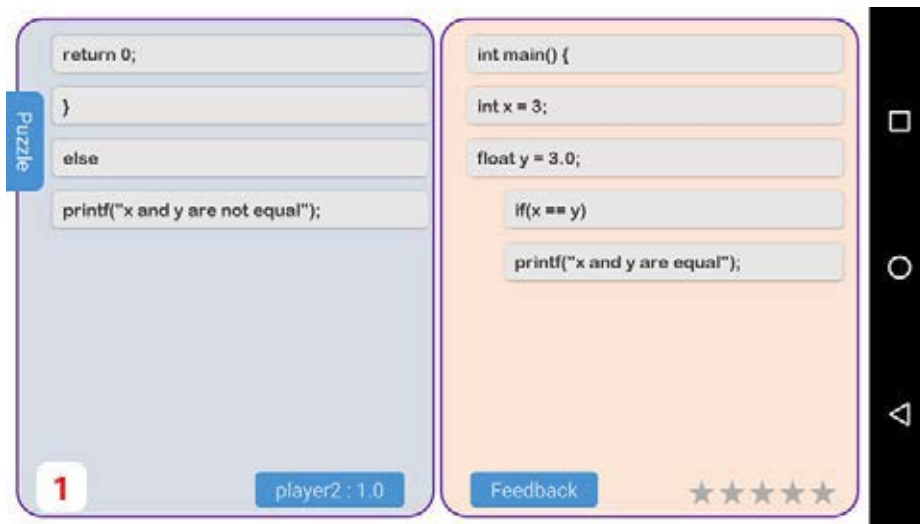 return 0;
}
else
printf("x and y are not equal");
Puzzle
1
player2 : 1.0
int main() {
int x = 3;
float y = 3.0;
if(x == y)
printf("x and y are equal");
Feedback